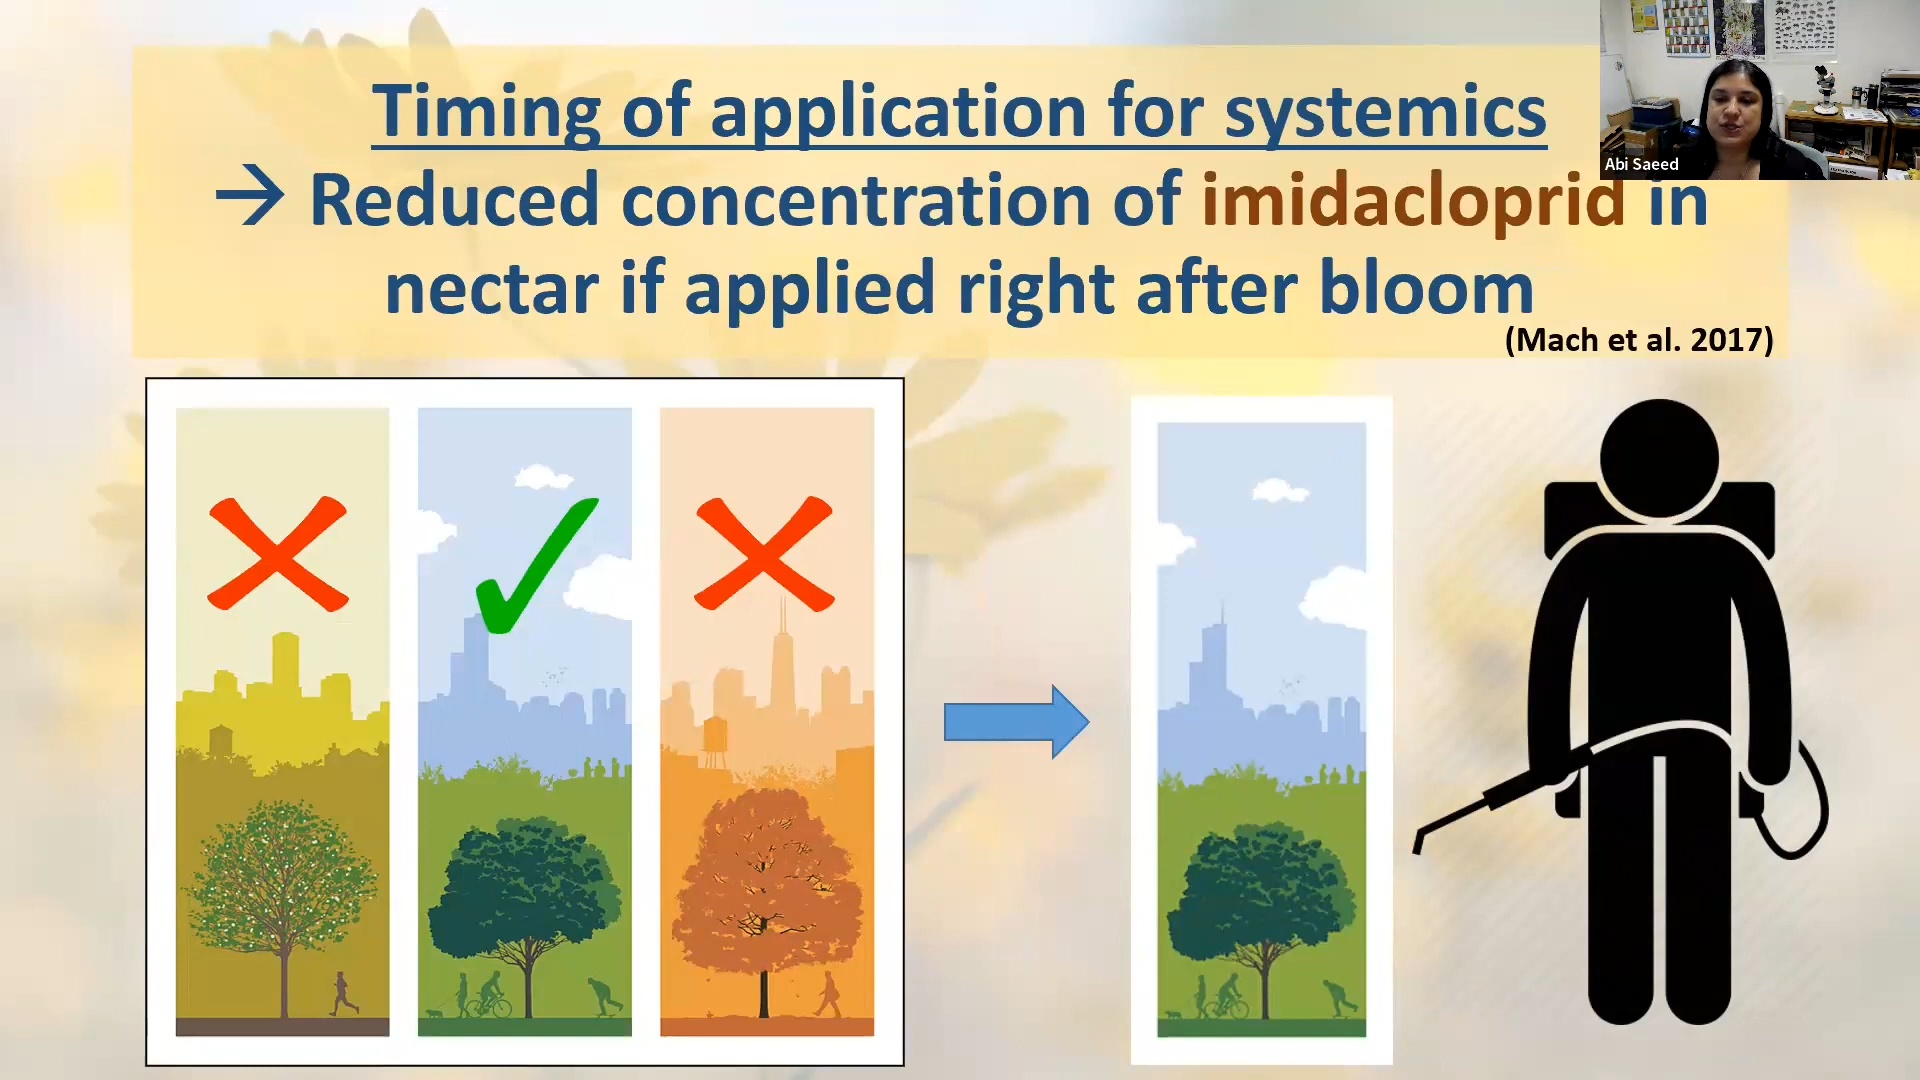 Timing of application for systemics
→ Reduced concentration of imidacloprid in
nectar if applied right after bloom
(Mach et al. 2017)
Abi Saeed